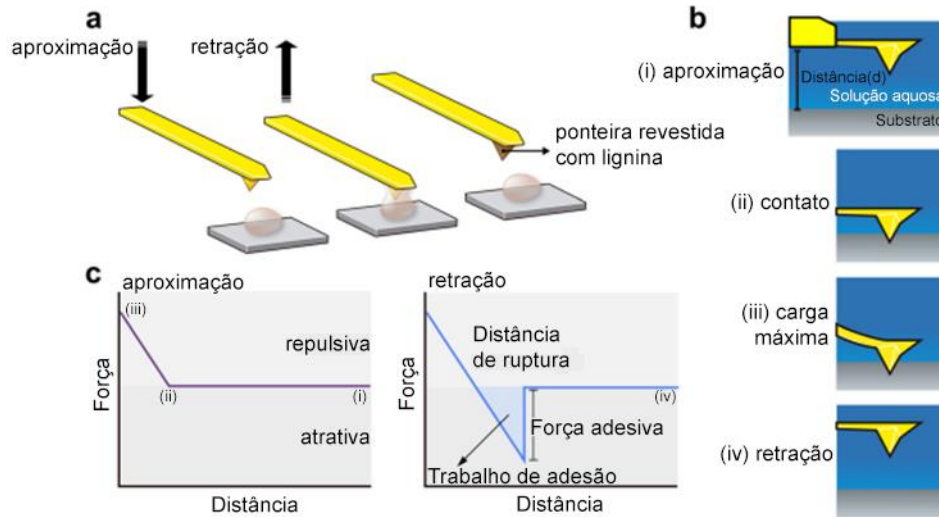 a
aproximação
retração
ponteira revestida
com lignina
b
(i) aproximação
Distância(d)
Solução aquosa
Substrato
(ii) contato
(iii) carga
máxima
(iv) retração
c
aproximação
(iii)
repulsiva
(ii)
(i)
atrativa
Força
Distância
retração
Distância
de ruptura
(iv)
Força adesiva
Trabalho de adesão
Força
Distância